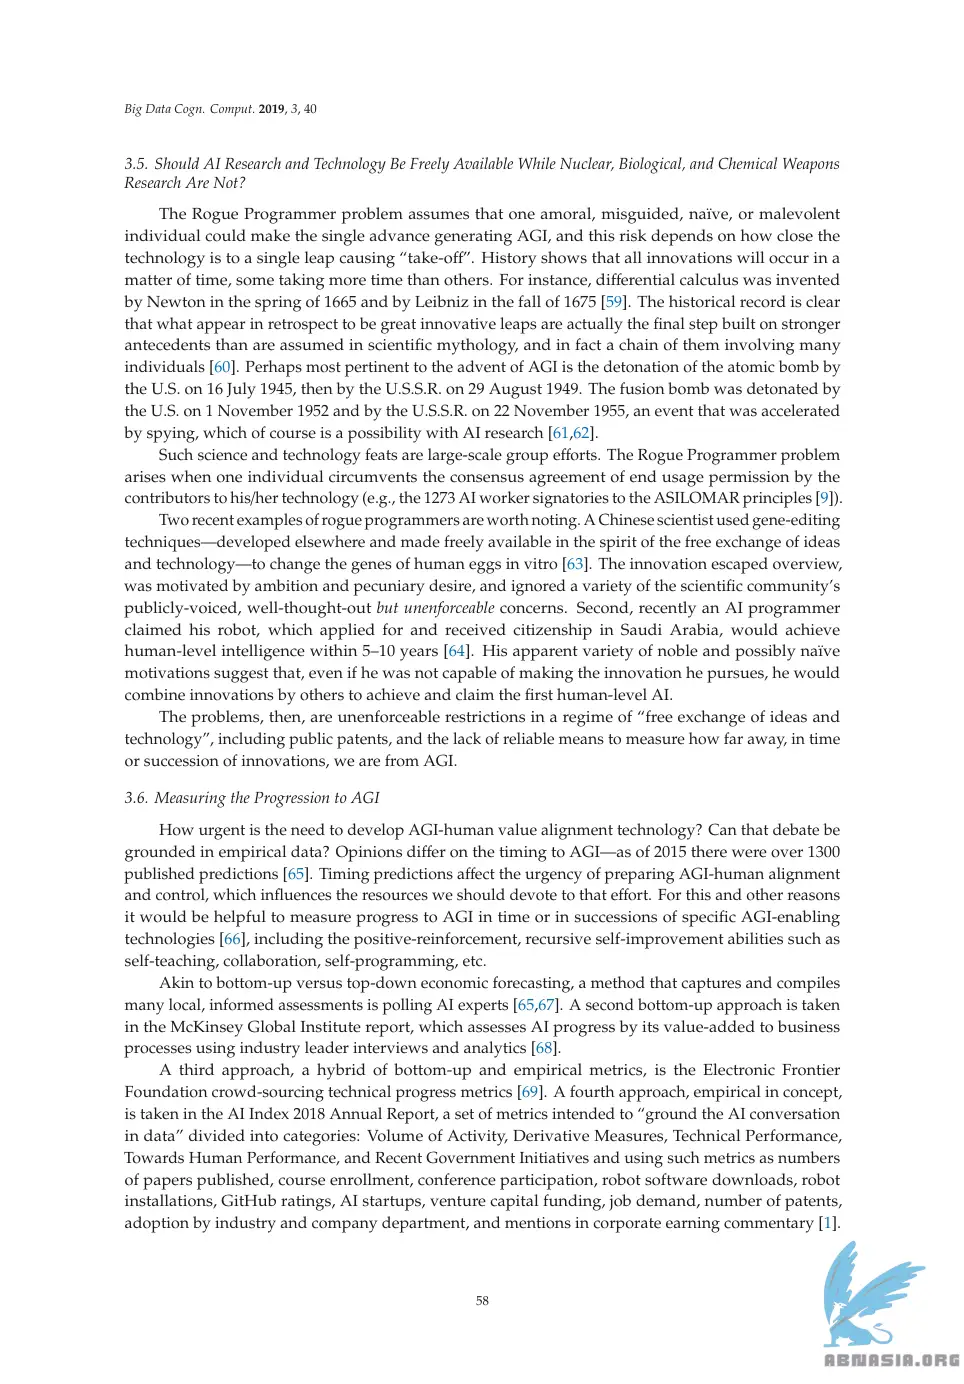 Big Data Cogn. Comput. 2019, 3, 40
3.5. Should AI Research and Technology Be Freely Available While Nuclear, Biological, and Chemical Weapons
Research Are Not?
The Rogue Programmer problem assumes that one amoral, misguided, naïve, or malevolent
individual could make the single advance generating AGI, and this risk depends on how close the
technology is to a single leap causing “take-off”. History shows that all innovations will occur in a
matter of time, some taking more time than others. For instance, differential calculus was invented
by Newton in the spring of 1665 and by Leibniz in the fall of 1675 [59]. The historical record is clear
that what appear in retrospect to be great innovative leaps are actually the final step built on stronger
antecedents than are assumed in scientific mythology, and in fact a chain of them involving many
individuals [60]. Perhaps most pertinent to the advent of AGI is the detonation of the atomic bomb by
the U.S. on 16 July 1945, then by the U.S.S.R. on 29 August 1949. The fusion bomb was detonated by
the U.S. on 1 November 1952 and by the U.S.S.R. on 22 November 1955, an event that was accelerated
by spying, which of course is a possibility with AI research [61,62].
Such science and technology feats are large-scale group efforts. The Rogue Programmer problem
arises when one individual circumvents the consensus agreement of end usage permission by the
contributors to his/her technology (e.g., the 1273 AI worker signatories to the ASILOMAR principles [9]).
Two recent examples of rogue programmers are worth noting. A Chinese scientist used gene-editing
techniques—developed elsewhere and made freely available in the spirit of the free exchange of ideas
and technology—to change the genes of human eggs in vitro [63]. The innovation escaped overview,
was motivated by ambition and pecuniary desire, and ignored a variety of the scientific community’s
publicly-voiced, well-thought-out but unenforceable concerns. Second, recently an AI programmer
claimed his robot, which applied for and received citizenship in Saudi Arabia, would achieve
human-level intelligence within 5–10 years [64]. His apparent variety of noble and possibly naïve
motivations suggest that, even if he was not capable of making the innovation he pursues, he would
combine innovations by others to achieve and claim the first human-level AI.
The problems, then, are unenforceable restrictions in a regime of “free exchange of ideas and
technology”, including public patents, and the lack of reliable means to measure how far away, in time
or succession of innovations, we are from AGI.
3.6. Measuring the Progression to AGI
How urgent is the need to develop AGI-human value alignment technology? Can that debate be
grounded in empirical data? Opinions differ on the timing to AGI—as of 2015 there were over 1300
published predictions [65]. Timing predictions affect the urgency of preparing AGI-human alignment
and control, which influences the resources we should devote to that effort. For this and other reasons
it would be helpful to measure progress to AGI in time or in successions of specific AGI-enabling
technologies [66], including the positive-reinforcement, recursive self-improvement abilities such as
self-teaching, collaboration, self-programming, etc.
Akin to bottom-up versus top-down economic forecasting, a method that captures and compiles
many local, informed assessments is polling AI experts [65,67]. A second bottom-up approach is taken
in the McKinsey Global Institute report, which assesses AI progress by its value-added to business
processes using industry leader interviews and analytics [68].
A third approach, a hybrid of bottom-up and empirical metrics, is the Electronic Frontier
Foundation crowd-sourcing technical progress metrics [69]. A fourth approach, empirical in concept,
is taken in the AI Index 2018 Annual Report, a set of metrics intended to “ground the AI conversation
in data” divided into categories: Volume of Activity, Derivative Measures, Technical Performance,
Towards Human Performance, and Recent Government Initiatives and using such metrics as numbers
of papers published, course enrollment, conference participation, robot software downloads, robot
installations, GitHub ratings, AI startups, venture capital funding, job demand, number of patents,
adoption by industry and company department, and mentions in corporate earning commentary [1].
58
ABNASIA.ORG